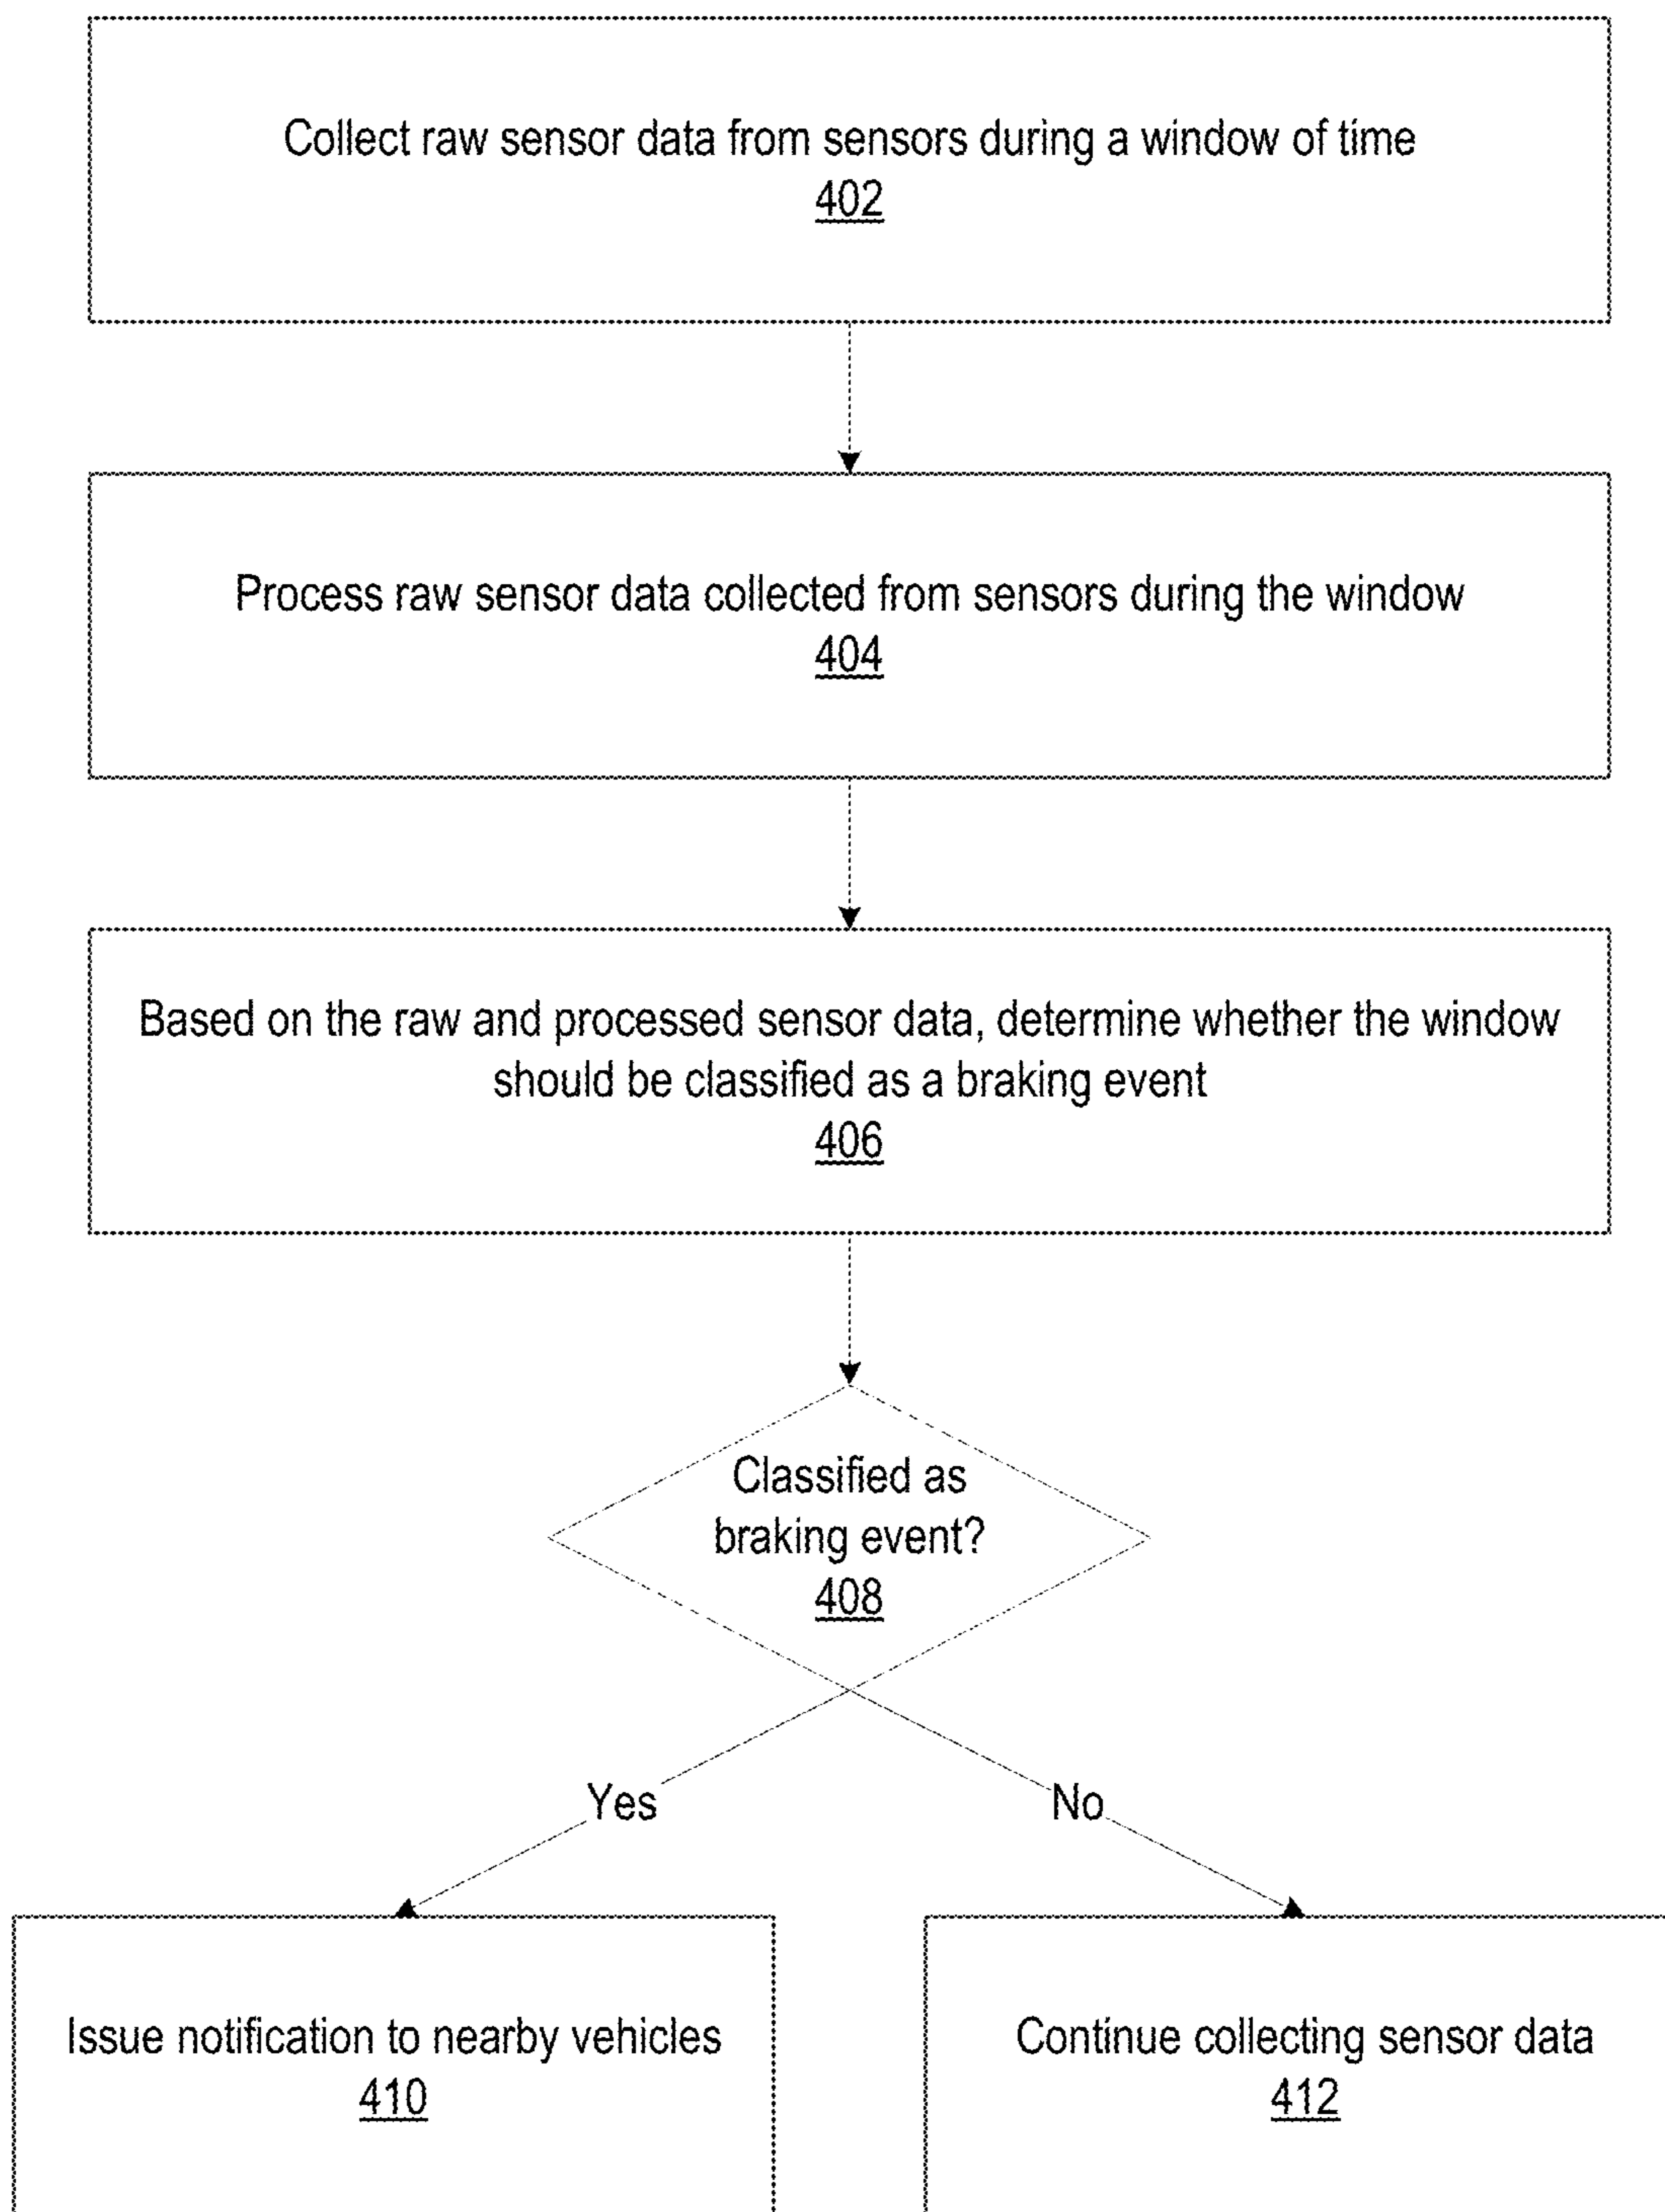 Collect raw sensor data from sensors during a window of time
402
Process raw sensor data collected from sensors during the window
404
Based on the raw and processed sensor data, determine whether the window
should be classified as a braking event
406
Classified as
braking event?
408
Yes
No
Issue notification to nearby vehicles
410
Continue collecting sensor data
412